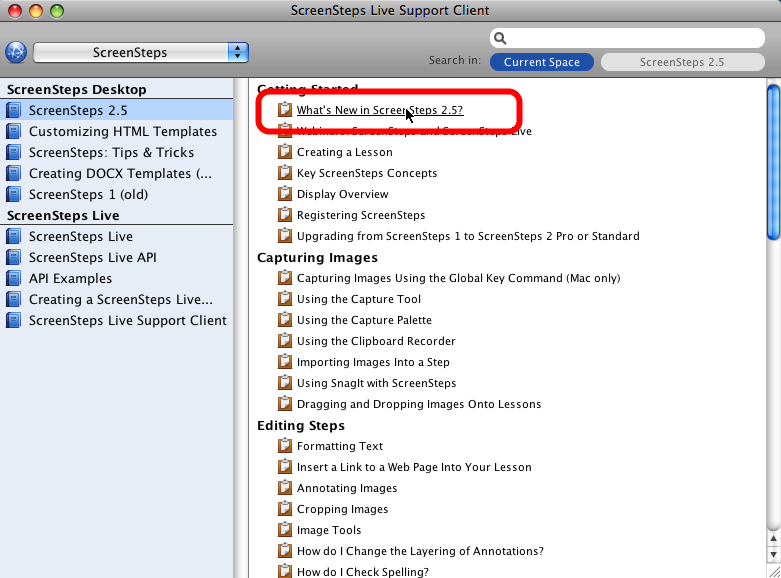 ScreenSteps Live Support Client
ScreenSteps
Search in: Current Space ScreenSteps 2.5
ScreenSteps Desktop
ScreenSteps 2.5
Customizing HTML Templates
ScreenSteps: Tips & Tricks
Creating DOCX Templates (...
ScreenSteps 1 (old)
ScreenSteps Live
ScreenSteps Live
ScreenSteps Live API
API Examples
Creating a ScreenSteps Live...
ScreenSteps Live Support Client
Getting Started
What's New in ScreenSteps 2.5?
Webinars: ScreenSteps and ScreenSteps Live
Creating a Lesson
Key ScreenSteps Concepts
Display Overview
Registering ScreenSteps
Upgrading from ScreenSteps 1 to ScreenSteps 2 Pro or Standard
Capturing Images
Capturing Images Using the Global Key Command (Mac only)
Using the Capture Tool
Using the Capture Palette
Using the Clipboard Recorder
Importing Images Into a Step
Using SnagIt with ScreenSteps
Dragging and Dropping Images Onto Lessons
Editing Steps
Formatting Text
Insert a Link to a Web Page Into Your Lesson
Annotating Images
Cropping Images
Image Tools
How do I Change the Layering of Annotations?
How do I Check Spelling?